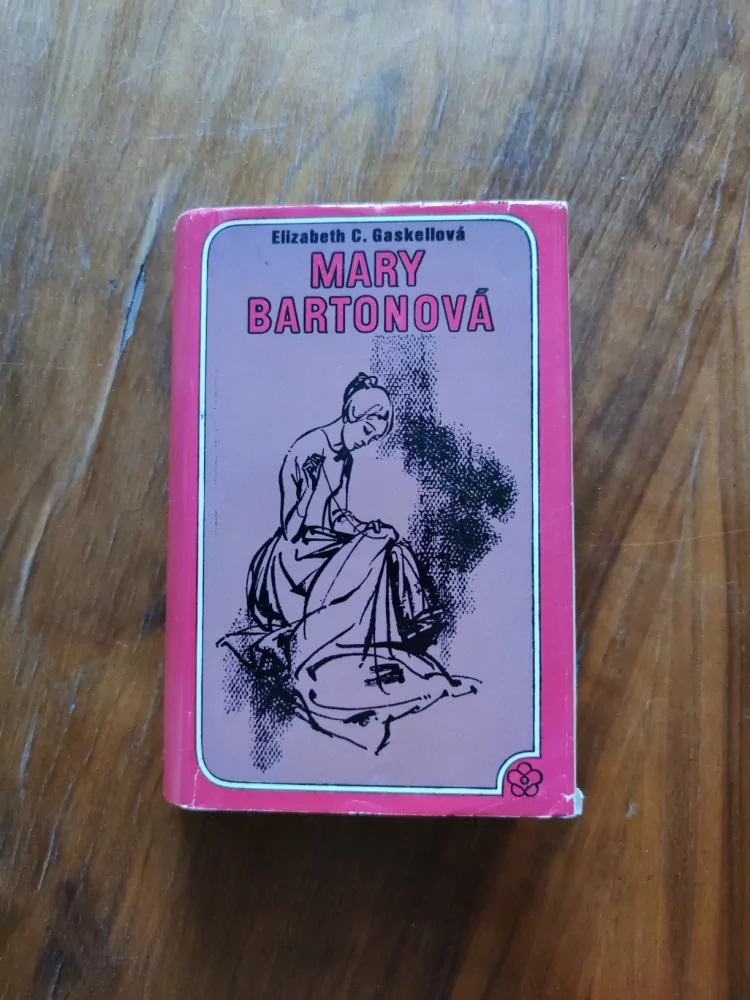 Elizabeth C. Gaskellová
MARY
BARTONOVÁ